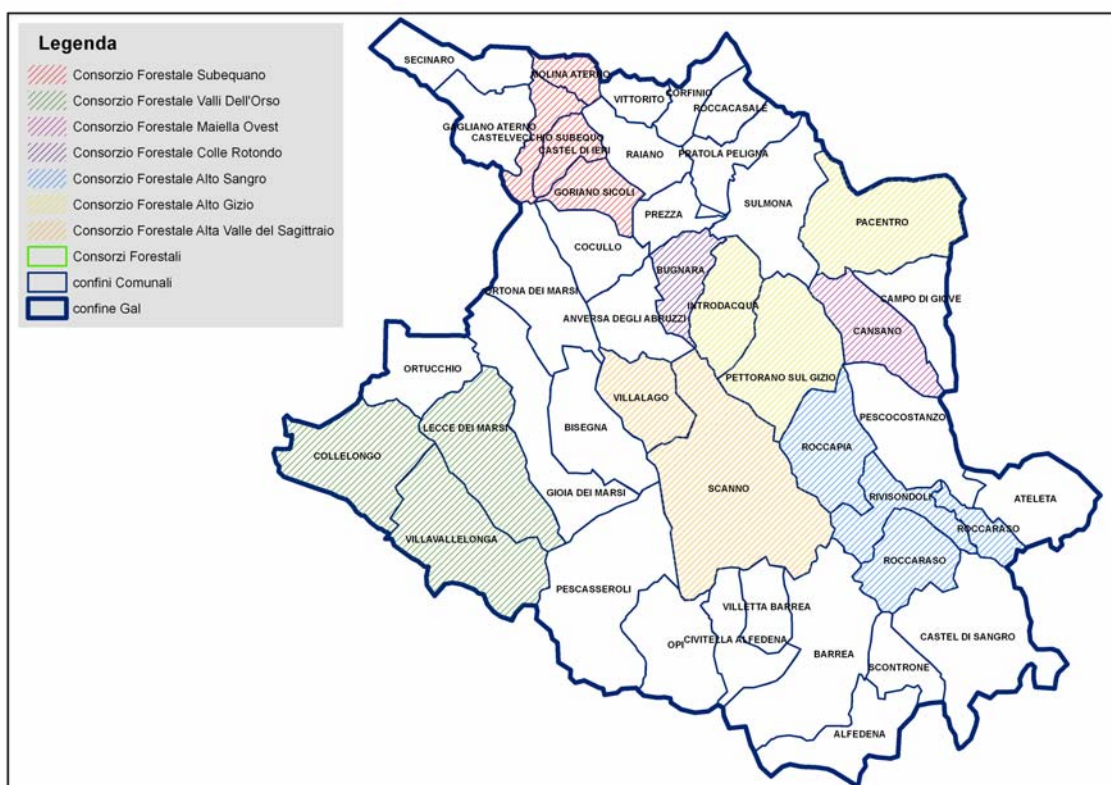 Legenda
Consorzio Forestale Subequano
Consorzio Forestale Valli Dell'Orso
Consorzio Forestale Maiella Ovest
Consorzio Forestale Colle Rotondo
Consorzio Forestale Alto Sangro
Consorzio Forestale Alto Gizio
Consorzio Forestale Alta Valle del Sagittraio
Consorzi Forestali
confini Comunali
confine Gal
SECINARO
MOLINA ATERNO
VITTORITO
CORFINIO
ROCCACASALE
GAGLIANO ATERNO
CASTELVECCHIO SUBEQUO
CASTEL DI IERI
RAIANO
PRATOLA PELIGNA
GORIANO SICOLI
PREZZA
SULMONA
PACENTRO
COCULLO
BUGNARA
INTRODACQUA
ORTONA DEI MARSI
ANVERSA DEGLI ABRUZZI
CAMPO DI GIOVE
CANSANO
ORTUCCHIO
PETTORANO SUL GIZIO
VILLALAGO
LECCE DEI MARSI
BISEGNA
PESCOCOSTANZO
ROCCAPIA
COLLELONGO
SCANNO
GIOIA DEI MARSI
RIVISONDOLI
ATELETA
ROCCARASO
VILLAVALLELONGA
ROCCARASO
PESCASSEROLI
VILLETTA BARREA
CIVITELLA ALFEDENA
OPI
BARREA
CASTEL DI SANGRO
SCONTRONE
ALFEDENA